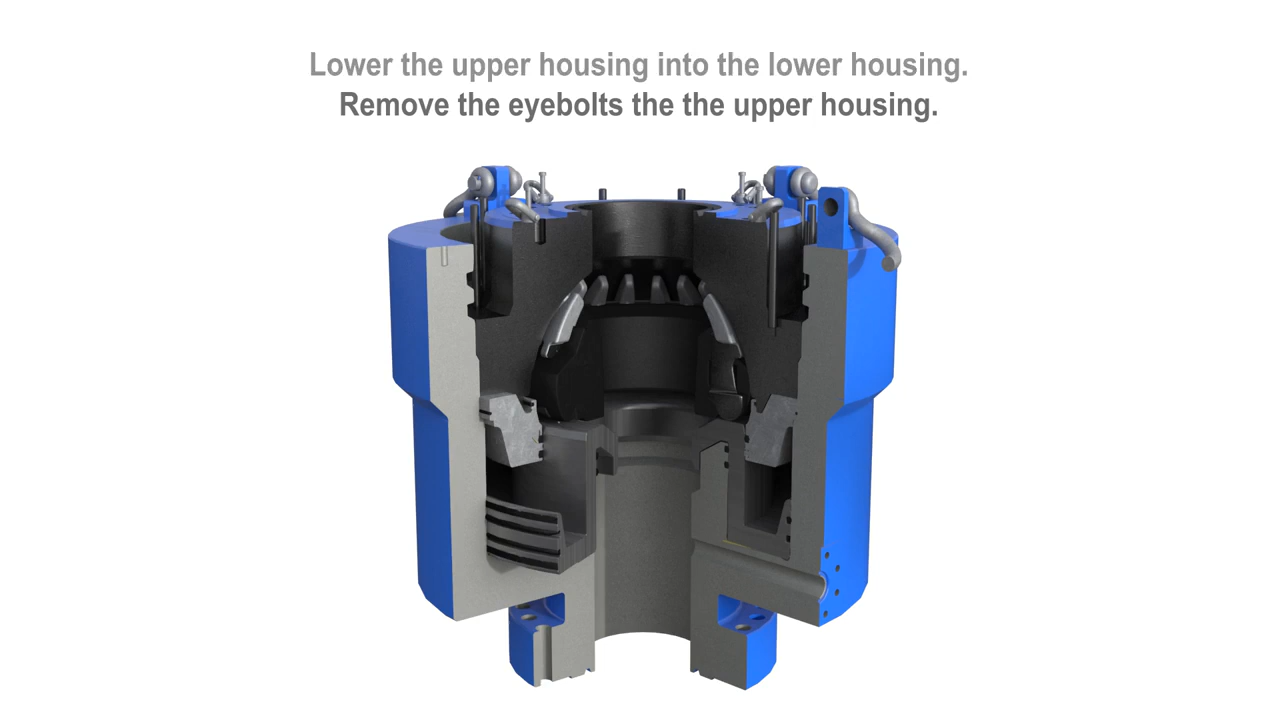 Lower the upper housing into the lower housing.
Remove the eyebolts the the upper housing.